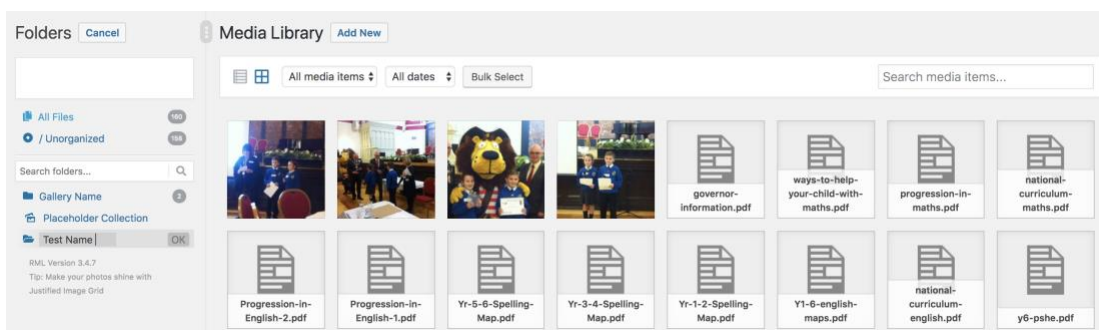 Folders Cancel
Media Library Add New
All media items All dates Bulk Select Search media items...
All Files 160
/ Unorganized 158
Search folders...
Gallery Name 2
Placeholder Collection
Test Name OK
RML Version 3.4.7
Tip: Make your photos shine with
Justified Image Grid
governor-
information.pdf
ways-to-help-
your-child-with-
maths.pdf
progression-in-
maths.pdf
national-
curriculum-
maths.pdf
Progression-in-
English-2.pdf
Progression-in-
English-1.pdf
Yr-5-6-Spelling-
Map.pdf
Yr-3-4-Spelling-
Map.pdf
Yr-1-2-Spelling-
Map.pdf
Y1-6-english-
maps.pdf
national-
curriculum-
english.pdf
y6-pshe.pdf